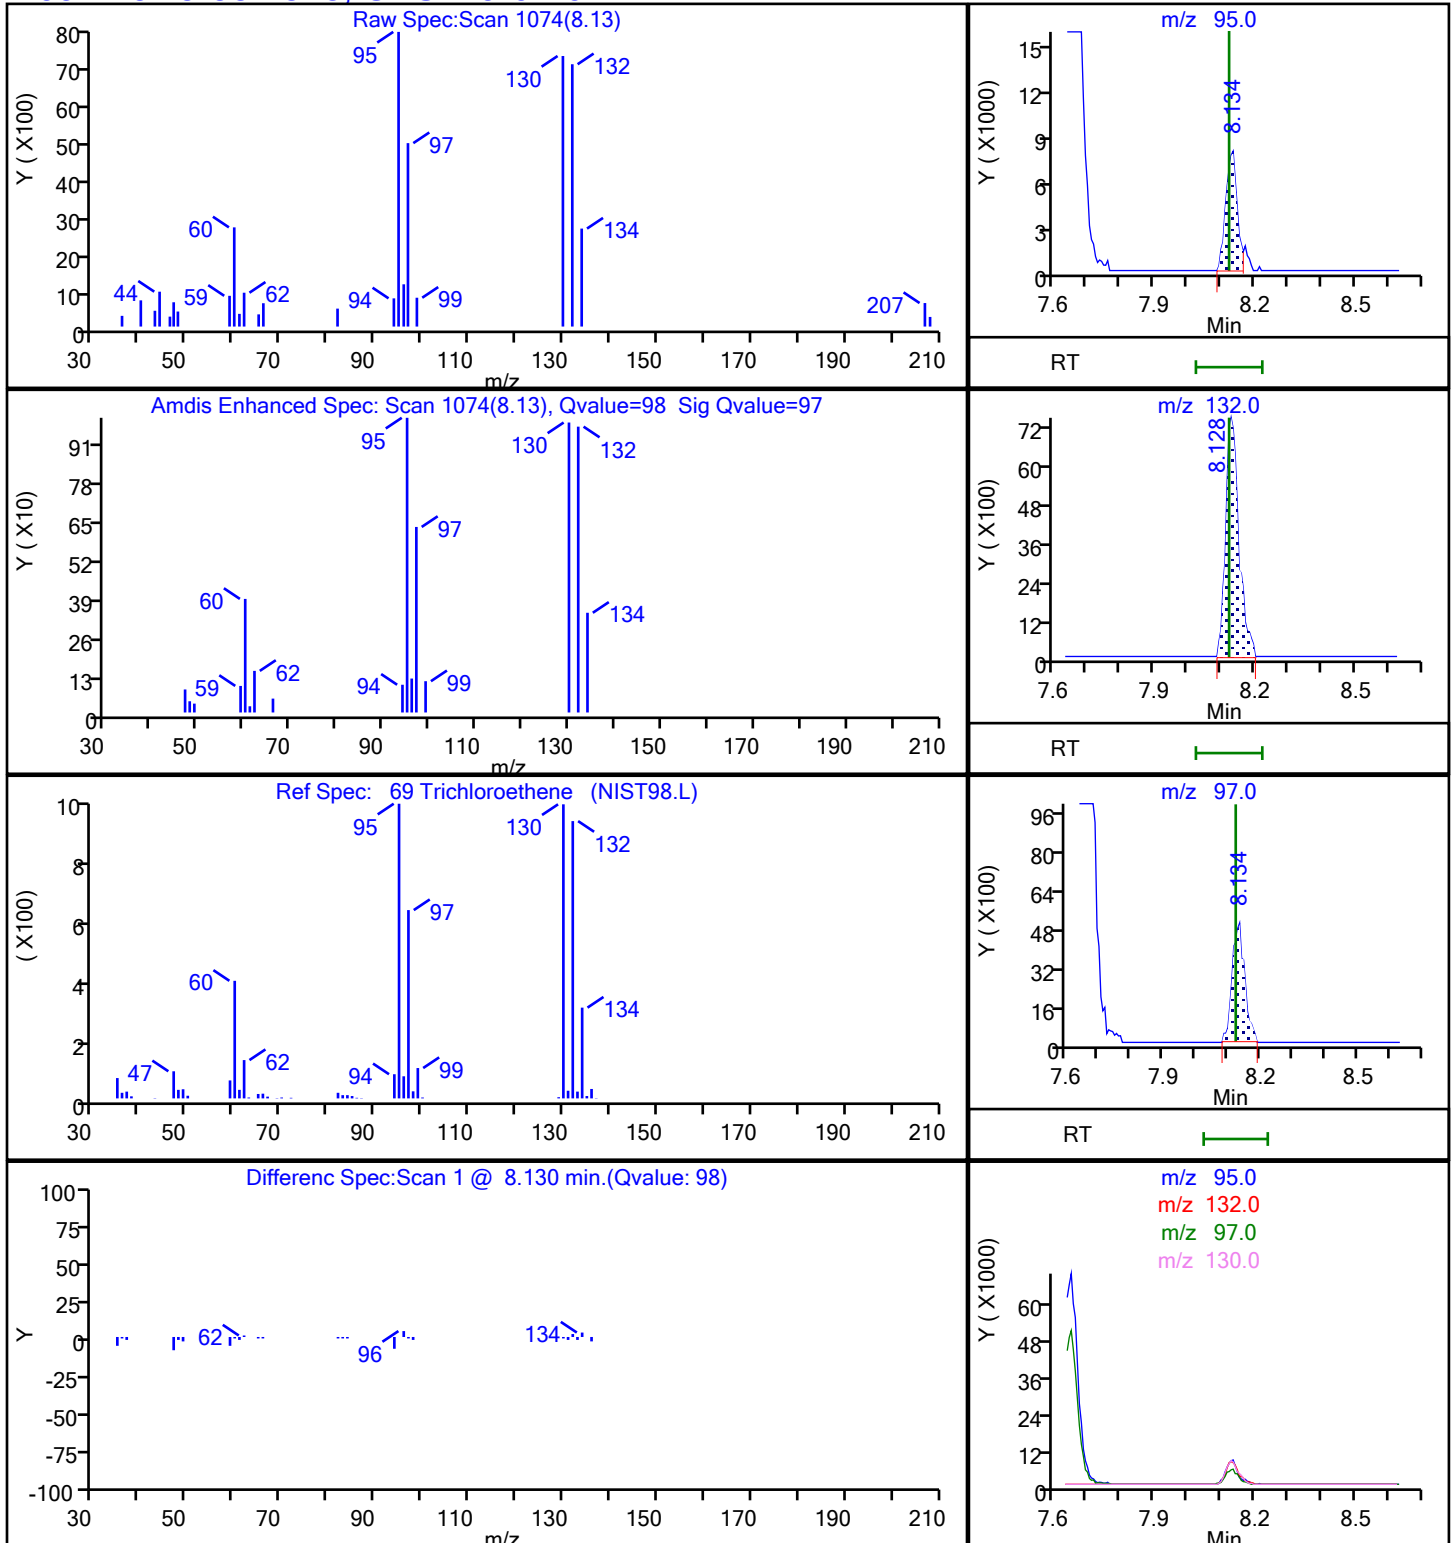 Raw Spec:Scan 1074(8.13)
Y ( X100)
80
70
60
50
40
30
20
10
0
95
130
132
97
60
134
44
59
62
94
99
207
30 50 70 90 110 130 150 170 190 210
m/z
m/z 95.0
Y ( X1000)
15
12
9
6
3
0
8.134
7.6 7.9 8.2 8.5
Min
RT
Amdis Enhanced Spec: Scan 1074(8.13), Qvalue=98 Sig Qvalue=97
Y ( X10)
91
78
65
52
39
26
13
0
95
130
132
97
60
134
59
62
94
99
30 50 70 90 110 130 150 170 190 210
m/z
m/z 132.0
Y ( X100)
72
60
48
36
24
12
0
8.128
7.6 7.9 8.2 8.5
Min
RT
Ref Spec: 69 Trichloroethene (NIST98.L)
( X100)
10
8
6
4
2
0
95
130
132
97
60
134
47
62
94
99
30 50 70 90 110 130 150 170 190 210
m/z 97.0
Y ( X100)
96
80
64
48
32
16
0
8.134
7.6 7.9 8.2 8.5
Min
RT
Differenc Spec:Scan 1 @ 8.130 min.(Qvalue: 98)
Y
100
75
50
25
0
-25
-50
-75
-100
62
96
134
30 50 70 90 110 130 150 170 190 210
m/z
m/z 95.0
m/z 132.0
m/z 97.0
m/z 130.0
Y ( X1000)
60
48
36
24
12
0
7.6 7.9 8.2 8.5
Min